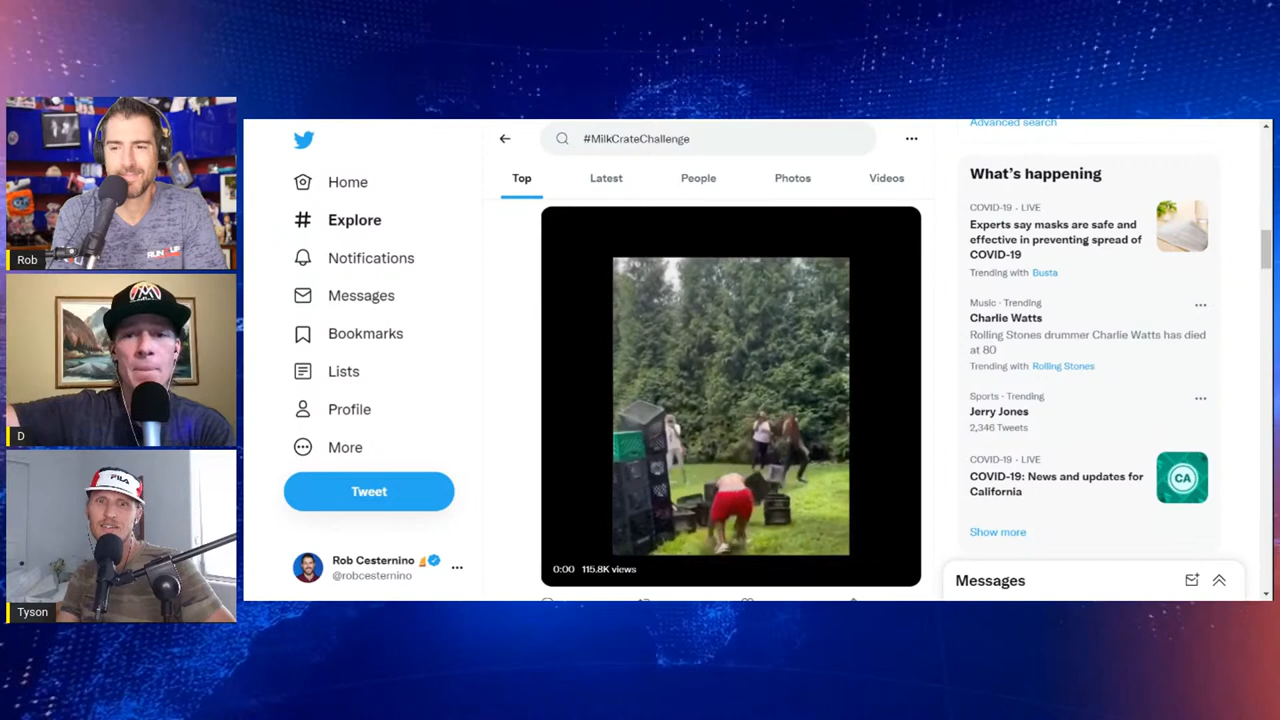 Rob
D
FILA
Tyson
Home
Explore
Notifications
Messages
Bookmarks
Lists
Profile
More
Tweet
Rob Cesternino
@robcesternino
#MilkCrateChallenge
Top
Latest
People
Photos
Videos
0:00 115.8K views
Advanced search
What's happening
COVID-19 · LIVE
Experts say masks are safe and
effective in preventing spread of
COVID-19
Trending with Busta
Music · Trending
Charlie Watts
Rolling Stones drummer Charlie Watts has died
at 80
Trending with Rolling Stones
Sports · Trending
Jerry Jones
2,346 Tweets
COVID-19 · LIVE
COVID-19: News and updates for
California
CA
Show more
Messages